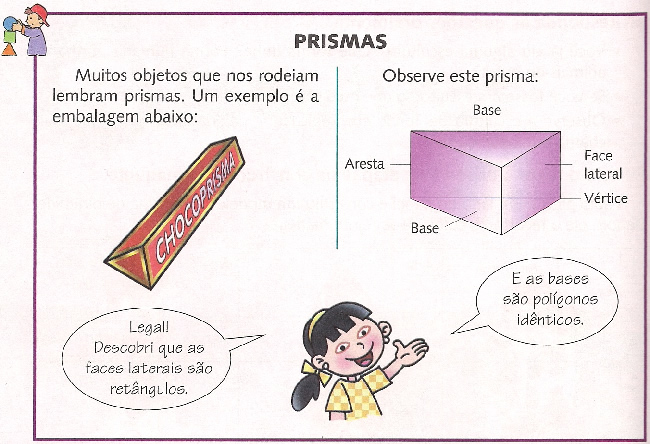 PRISMAS
Muitos objetos que nos rodeiam
lembram prismas. Um exemplo é a
embalagem abaixo:
CHOCOPRISMA
Observe este prisma:
Base
Aresta
Face
lateral
Vértice
Base
Legal!
Descobri que as
faces laterais são
retângulos.
E as bases
são polígonos
idênticos.